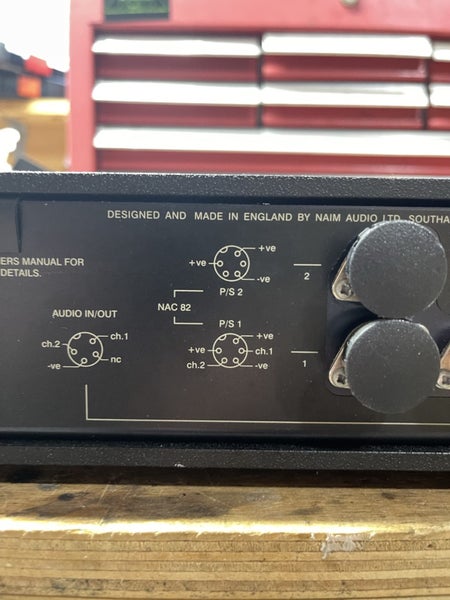 DESIGNED AND MADE IN ENGLAND BY NAIM AUDIO LTD, SOUTHA
ERS MANUAL FOR
DETAILS.
+ve
+ve
-ve
2
P/S 2
NAC 82
P/S 1
AUDIO IN/OUT
ch.1
ch.2
nc
-ve
+ve
+ve
ch.1
ch.2
-ve
1